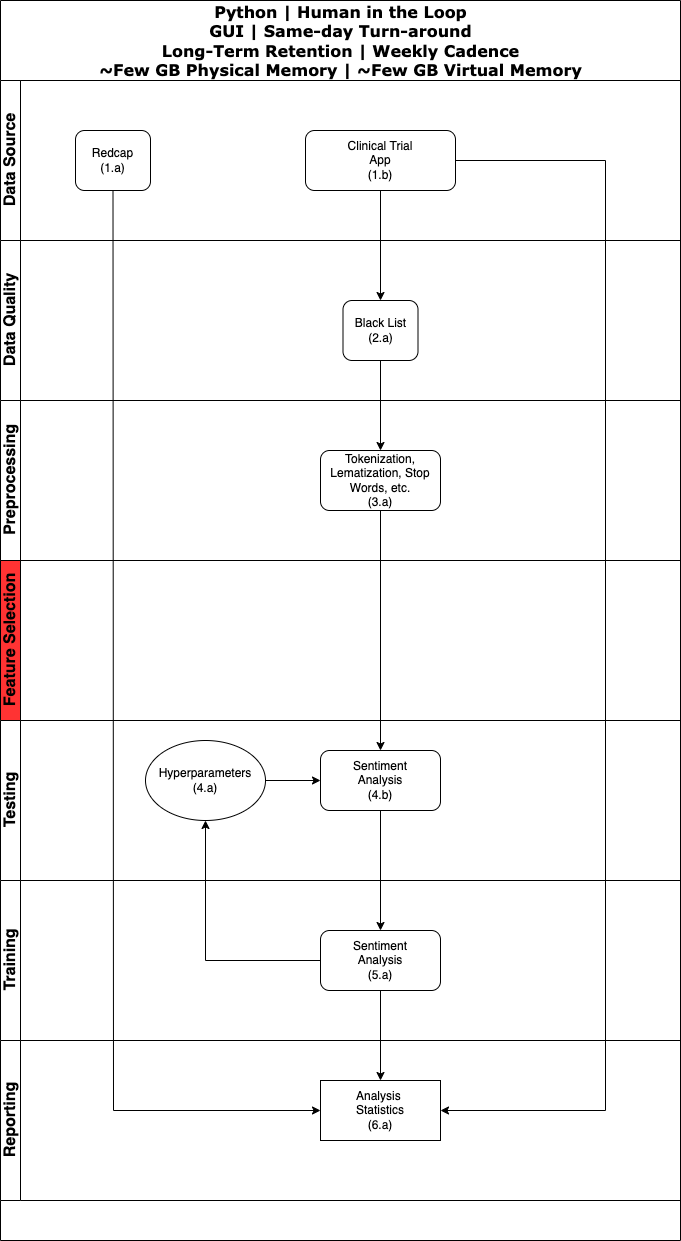 Python | Human in the Loop
GUI | Same-day Turn-around
Long-Term Retention | Weekly Cadence
~Few GB Physical Memory | ~Few GB Virtual Memory
Data Source
Redcap
(1.a)
Clinical Trial
App
(1.b)
Data Quality
Black List
(2.a)
Preprocessing
Tokenization,
Lematization, Stop
Words, etc.
(3.a)
Feature Selection
Testing
Hyperparameters
(4.a)
Sentiment
Analysis
(4.b)
Training
Sentiment
Analysis
(5.a)
Reporting
Analysis
Statistics
(6.a)